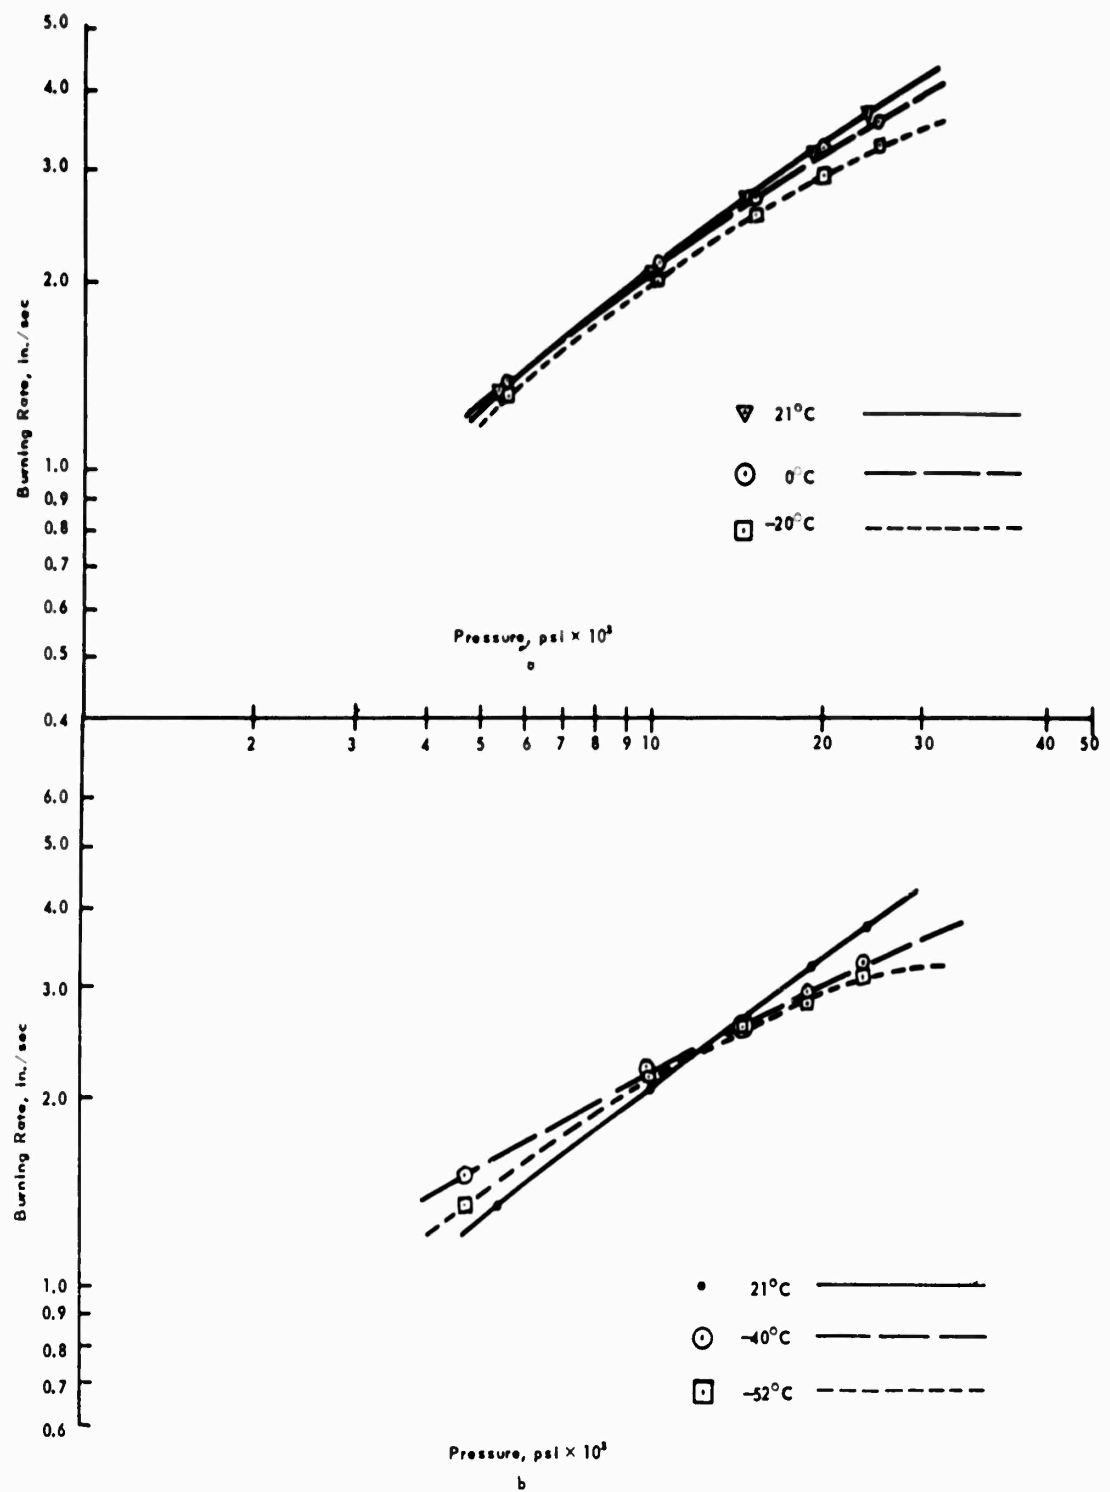 5.0
4.0
3.0
2.0
1.0
0.9
0.8
0.7
0.6
0.5
0.4
Burning Rate, in./sec
21°C
0°C
-20°C
Pressure, psi × 10³
a
2 3 4 5 6 7 8 9 10 20 30 40 50
6.0
5.0
4.0
3.0
2.0
1.0
0.9
0.8
0.7
0.6
Burning Rate, in./sec
21°C
-40°C
-52°C
Pressure, psi × 10³
b